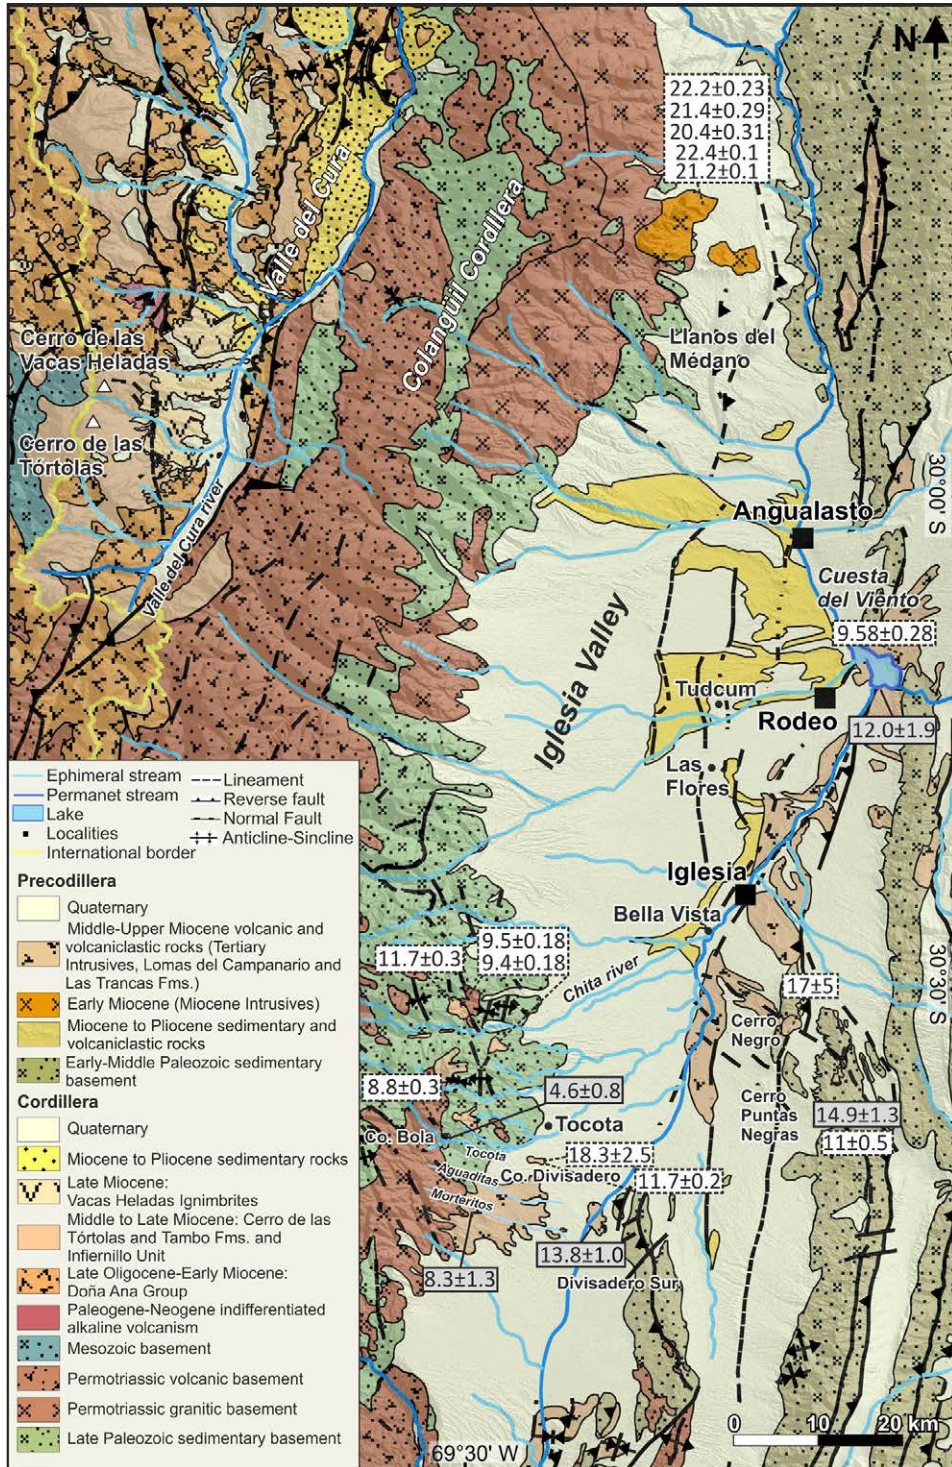 N
22.2±0.23
21.4±0.29
20.4±0.31
22.4±0.1
21.2±0.1
Valle del Cura
Colangüil Cordillera
Cerro de las
Vacas Heladas
Llanos del
Médano
Cerro de las
Tórtolas
Valle del Cura river
30°00' S
Angualasto
Cuesta
del Viento
9.58±0.28
Iglesia Valley
Tudcum
Rodeo
12.0±1.9
Las
Flores
Iglesia
Bella Vista
9.5±0.18
9.4±0.18
11.7±0.3
Chita river
30°30' S
17±5
Cerro
Negro
8.8±0.3
4.6±0.8
Cerro
Puntas
Negras
14.9±1.3
11±0.5
Co. Bola
Tocota
Tocota
18.3±2.5
Aguaditas
Co. Divisadero
11.7±0.2
Morteritos
13.8±1.0
8.3±1.3
Divisadero Sur
0 10 20 km
69°30' W
Ephimeral stream
Permanet stream
Lake
Localities
International border
Lineament
Reverse fault
Normal Fault
Anticline-Sincline
Precodillera
Quaternary
Middle-Upper Miocene volcanic and
volcaniclastic rocks (Tertiary
Intrusives, Lomas del Campanario and
Las Trancas Fms.)
Early Miocene (Miocene Intrusives)
Miocene to Pliocene sedimentary and
volcaniclastic rocks
Early-Middle Paleozoic sedimentary
basement
Cordillera
Quaternary
Miocene to Pliocene sedimentary rocks
Late Miocene:
Vacas Heladas Ignimbrites
Middle to Late Miocene: Cerro de las
Tórtolas and Tambo Fms. and
Infiernillo Unit
Late Oligocene-Early Miocene:
Doña Ana Group
Paleogene-Neogene indifferentiated
alkaline volcanism
Mesozoic basement
Permotriassic volcanic basement
Permotriassic granitic basement
Late Paleozoic sedimentary basement